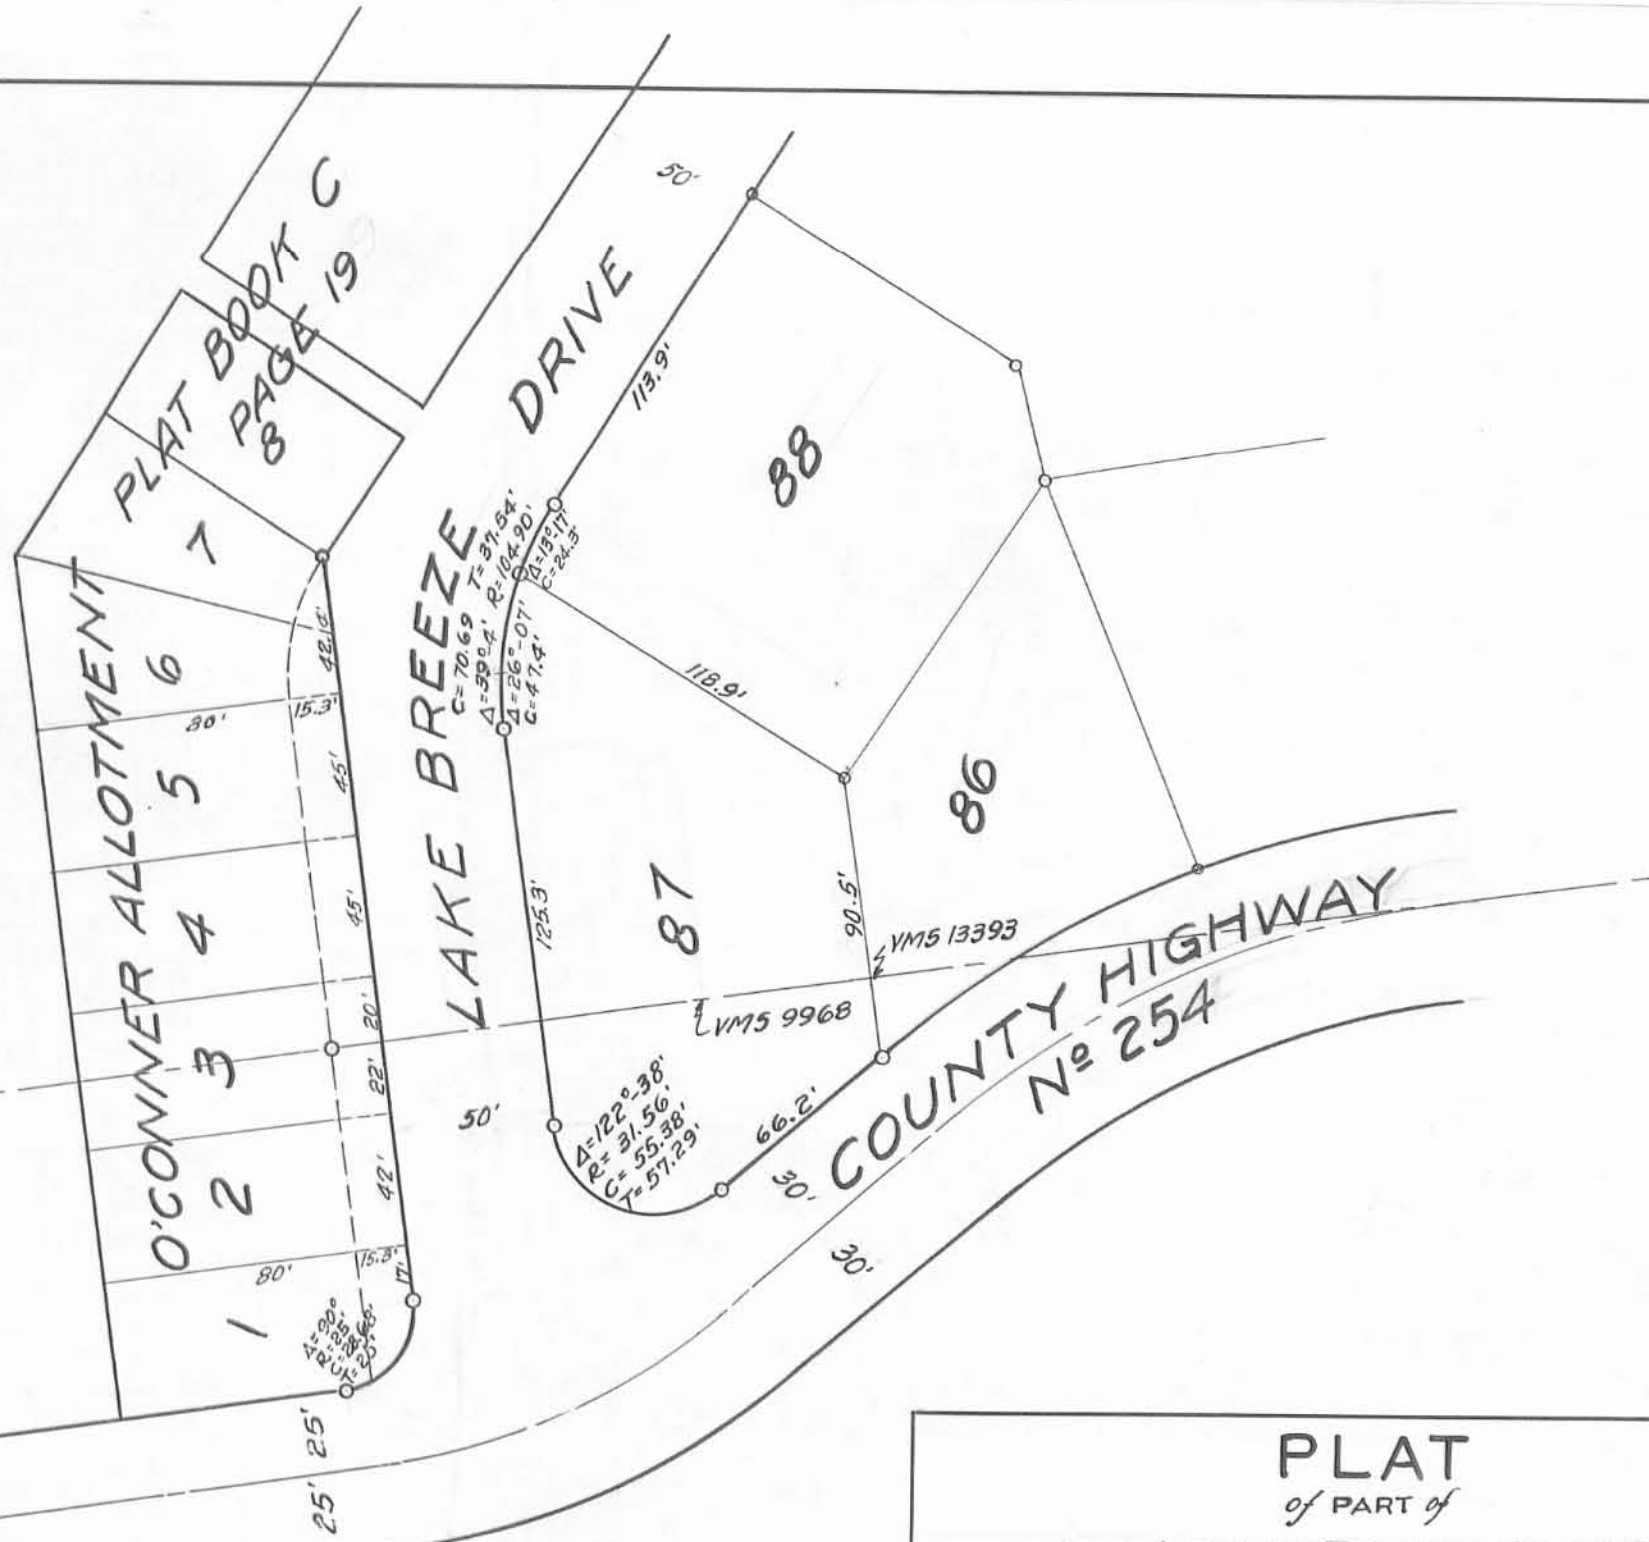 PLAT BOOK C
PAGE 19
8
7
O'CONNER ALLOTMENT
6
5
4
3
2
1
80'
15.3'
42.14'
45'
45'
20'
22'
42'
80'
15.3'
17'
Δ=90°
R=25'
25' 25'
50'
LAKE BREEZE DRIVE
50'
113.9'
T=37.54'
R=104.90'
C=70.69
Δ=13°-17'
C=24.3'
Δ=26°-07'
C=47.4'
118.9'
88
87
86
125.3'
90.5'
VMS 13393
VMS 9968
Δ=122°-38'
R=31.56'
C=55.38'
T=57.29'
66.2'
30'
30'
COUNTY HIGHWAY
Nº 254
PLAT
of PART of